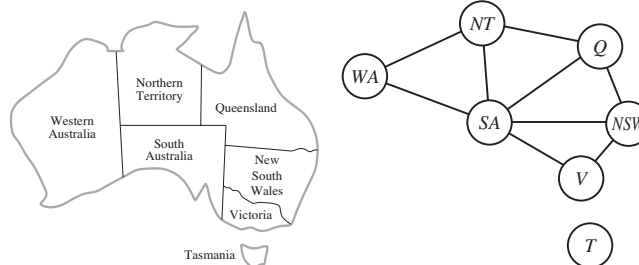 Northern
Territory
Western
Australia
Queensland
South
Australia
New
South
Wales
Victoria
Tasmania
NT
Q
WA
SA
NSW
V
T